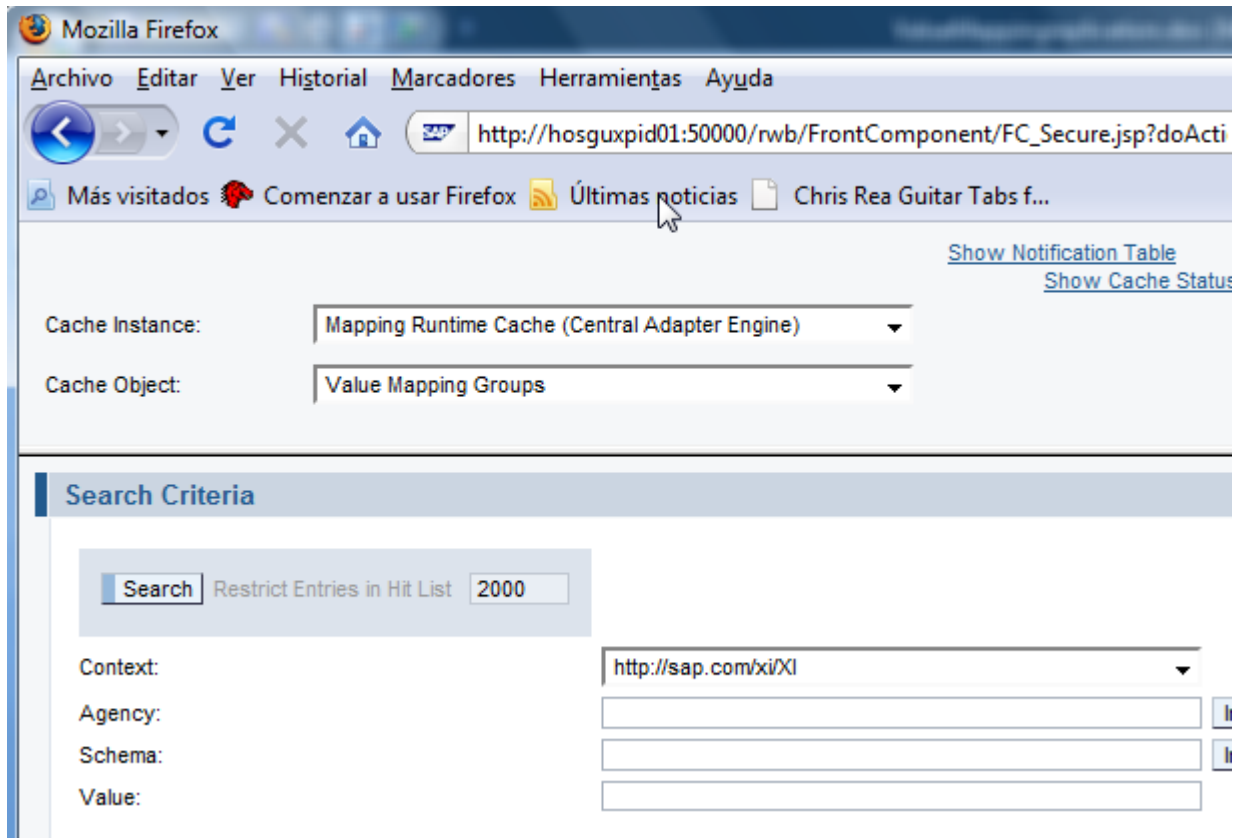 Mozilla Firefox
Archivo Editar Ver Historial Marcadores Herramientas Ayuda
SAP http://hosguxpid01:50000/rwb/FrontComponent/FC_Secure.jsp?doActi
Más visitados Comenzar a usar Firefox Últimas noticias Chris Rea Guitar Tabs f...
Show Notification Table
Show Cache Status
Cache Instance: Mapping Runtime Cache (Central Adapter Engine)
Cache Object: Value Mapping Groups
Search Criteria
Search Restrict Entries in Hit List 2000
Context: http://sap.com/xi/XI
Agency:
Schema:
Value: